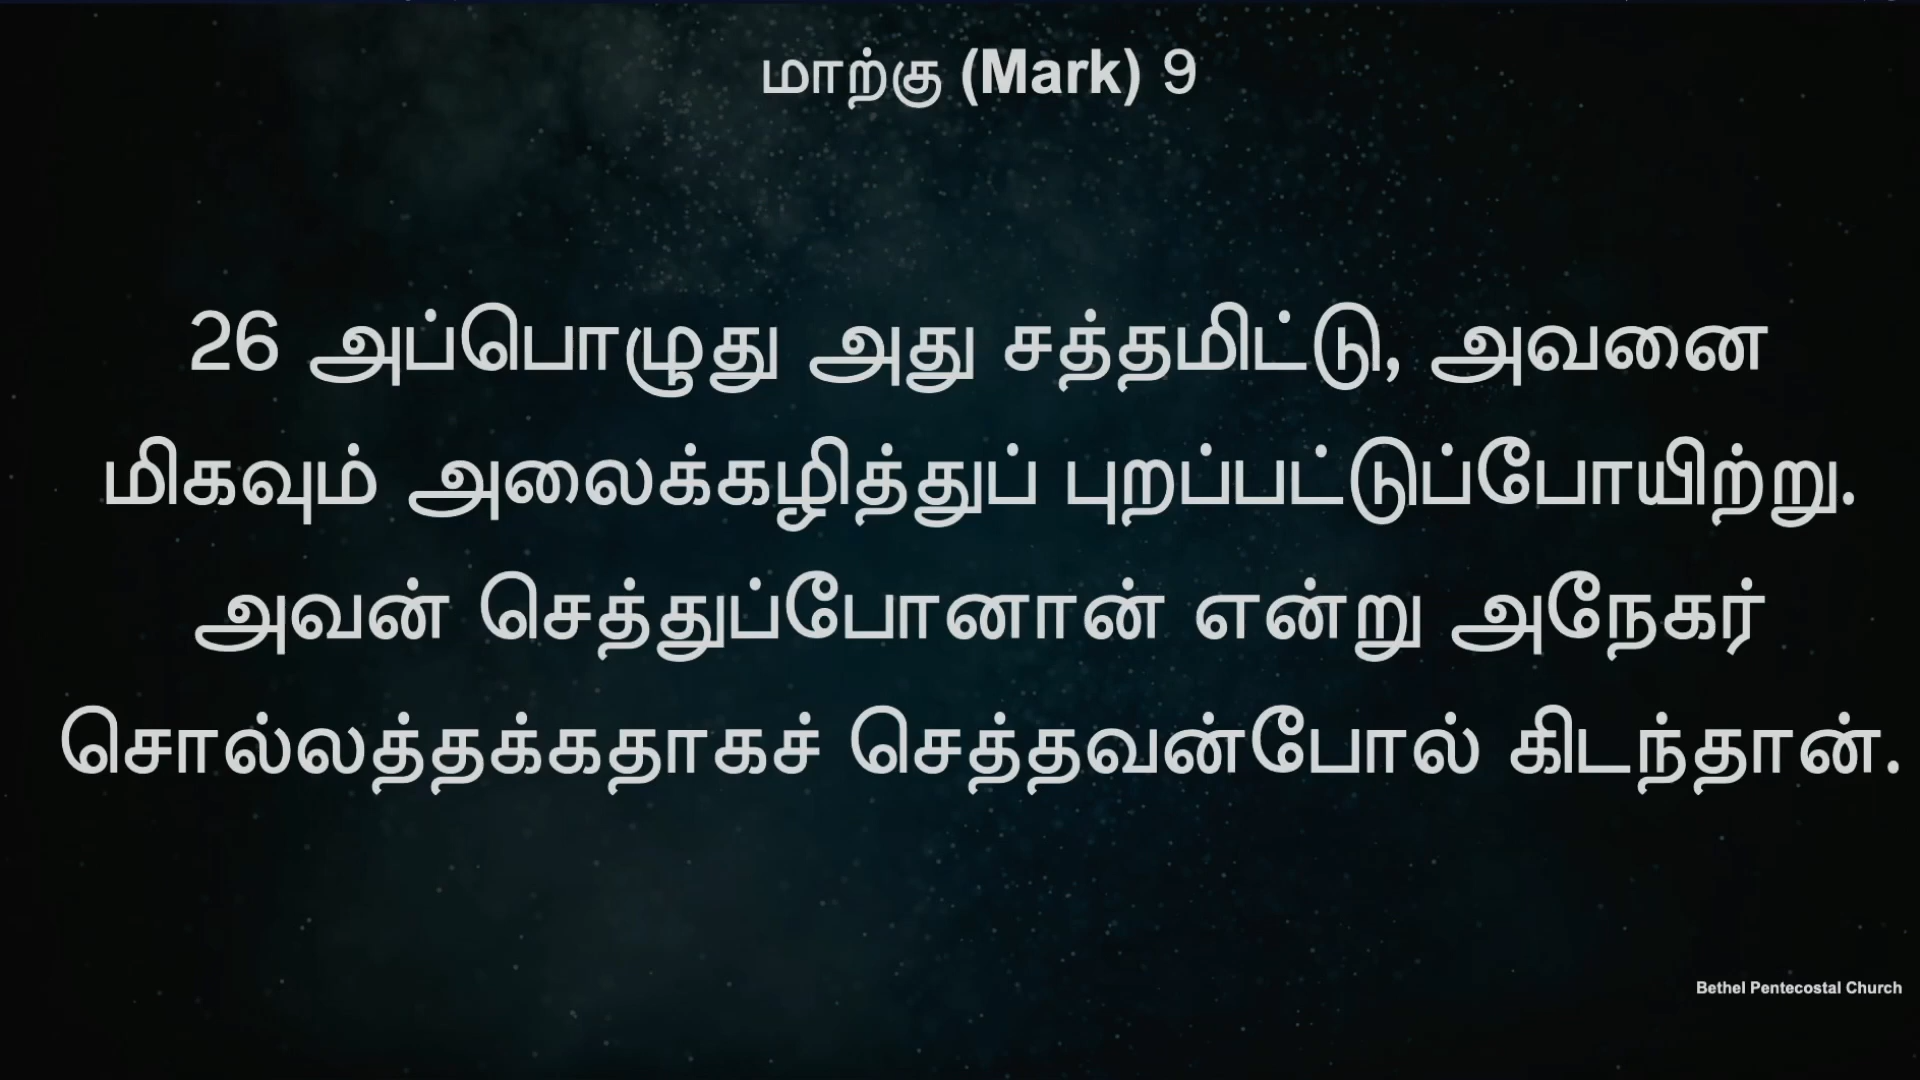 மாற்கு (Mark) 9
26 அப்பொழுது அது சத்தமிட்டு, அவனை
மிகவும் அலைக்கழித்துப் புறப்பட்டுப்போயிற்று.
அவன் செத்துப்போனான் என்று அநேகர்
சொல்லத்தக்கதாகச் செத்தவன்போல் கிடந்தான்.
Bethel Pentecostal Church